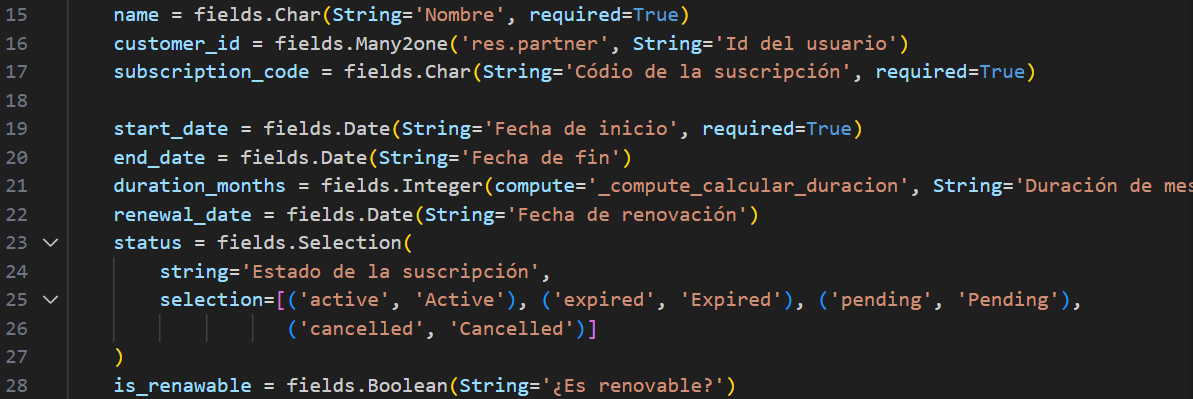 15 name = fields.Char(String='Nombre', required=True)
16 customer_id = fields.Many2one('res.partner', String='Id del usuario')
17 subscription_code = fields.Char(String='Códio de la suscripción', required=True)
18
19 start_date = fields.Date(String='Fecha de inicio', required=True)
20 end_date = fields.Date(String='Fecha de fin')
21 duration_months = fields.Integer(compute='_compute_calcular_duracion', String='Duración de mes
22 renewal_date = fields.Date(String='Fecha de renovación')
23 status = fields.Selection(
24 string='Estado de la suscripción',
25 selection=[('active', 'Active'), ('expired', 'Expired'), ('pending', 'Pending'),
26 ('cancelled', 'Cancelled')]
27 )
28 is_renawable = fields.Boolean(String='¿Es renovable?')